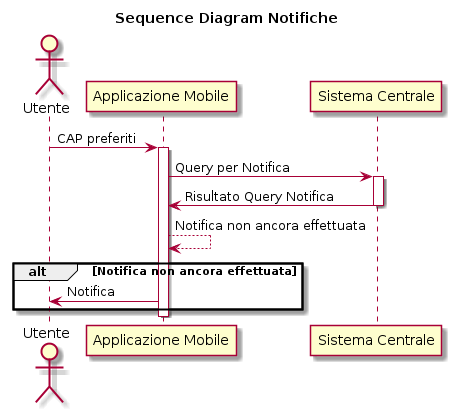 Sequence Diagram Notifiche
Utente
Applicazione Mobile
Sistema Centrale
CAP preferiti
Query per Notifica
Risultato Query Notifica
Notifica non ancora effettuata
alt
[Notifica non ancora effettuata]
Notifica
Utente
Applicazione Mobile
Sistema Centrale